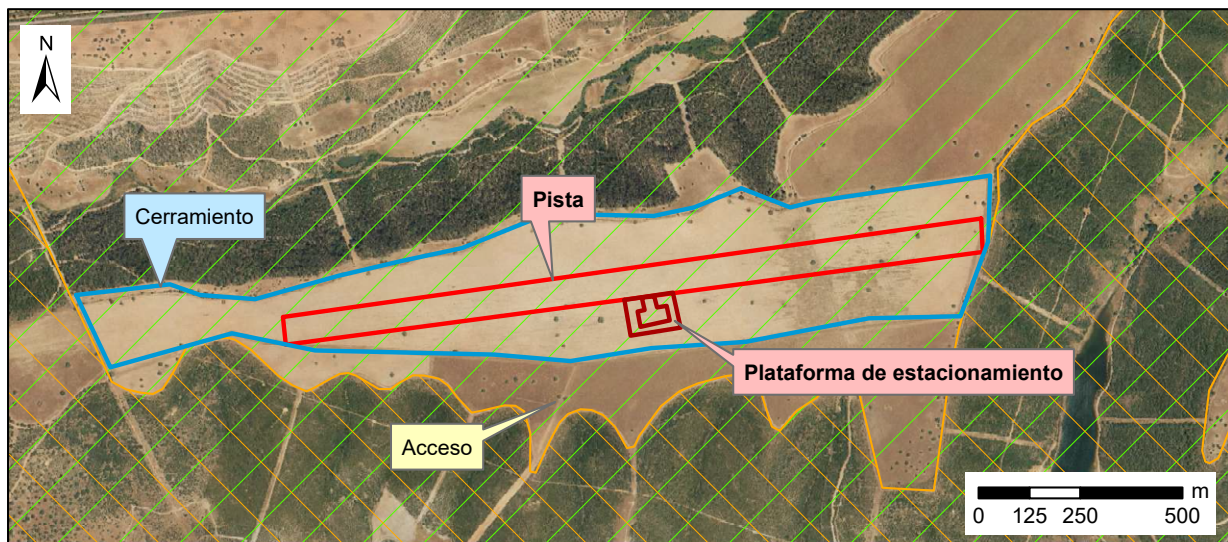 N
Pista
Cerramiento
Plataforma de estacionamiento
Acceso
m
0 125 250 500